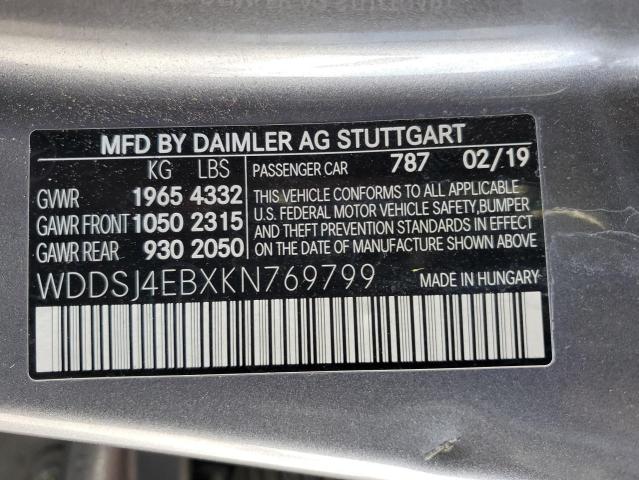 MFD BY DAIMLER AG STUTTGART
KG LBS
GVWR 1965 4332
GAWR FRONT 1050 2315
GAWR REAR 930 2050
PASSENGER CAR 787 02/19
THIS VEHICLE CONFORMS TO ALL APPLICABLE
U.S. FEDERAL MOTOR VEHICLE SAFETY,BUMPER
AND THEFT PREVENTION STANDARDS IN EFFECT
ON THE DATE OF MANUFACTURE SHOWN ABOVE.
WDDSJ4EBXKN769799 MADE IN HUNGARY